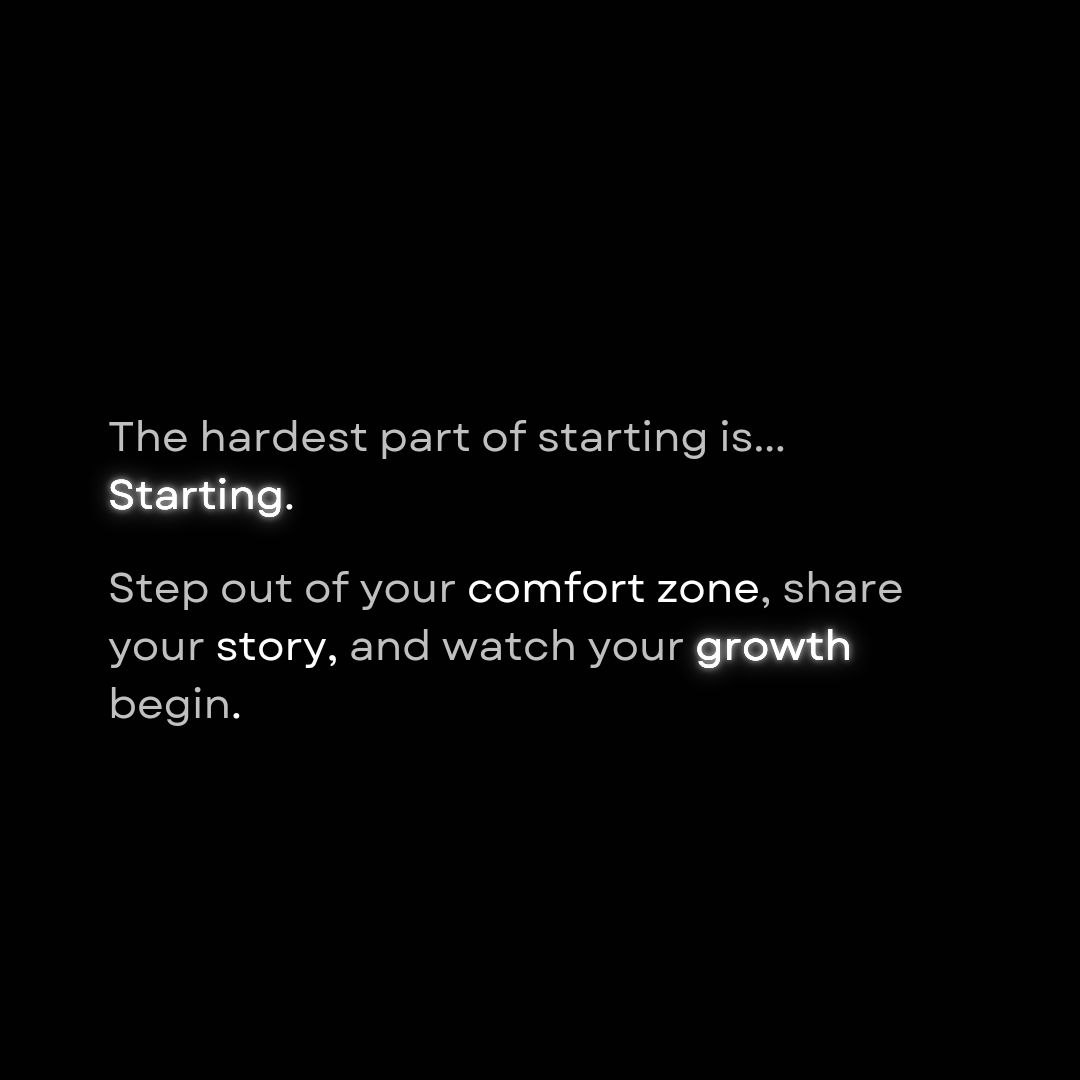 The hardest part of starting is...
Starting.
Step out of your comfort zone, share
your story, and watch your growth
begin.